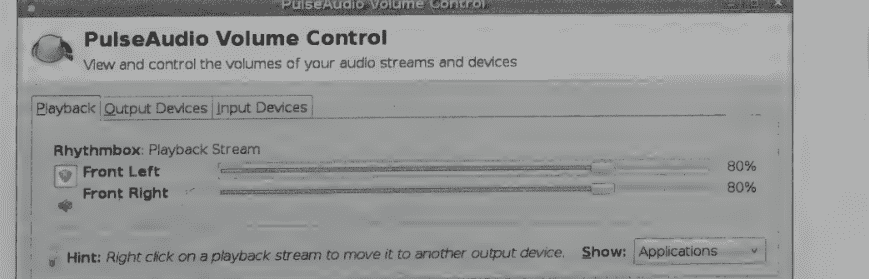 PulseAudio Volume Control
PulseAudio Volume Control
View and control the volumes of your audio streams and devices
Playback Output Devices Input Devices
Rhythmbox: Playback Stream
Front Left 80%
Front Right 80%
Hint: Right click on a playback stream to move it to another output device. Show: Applications